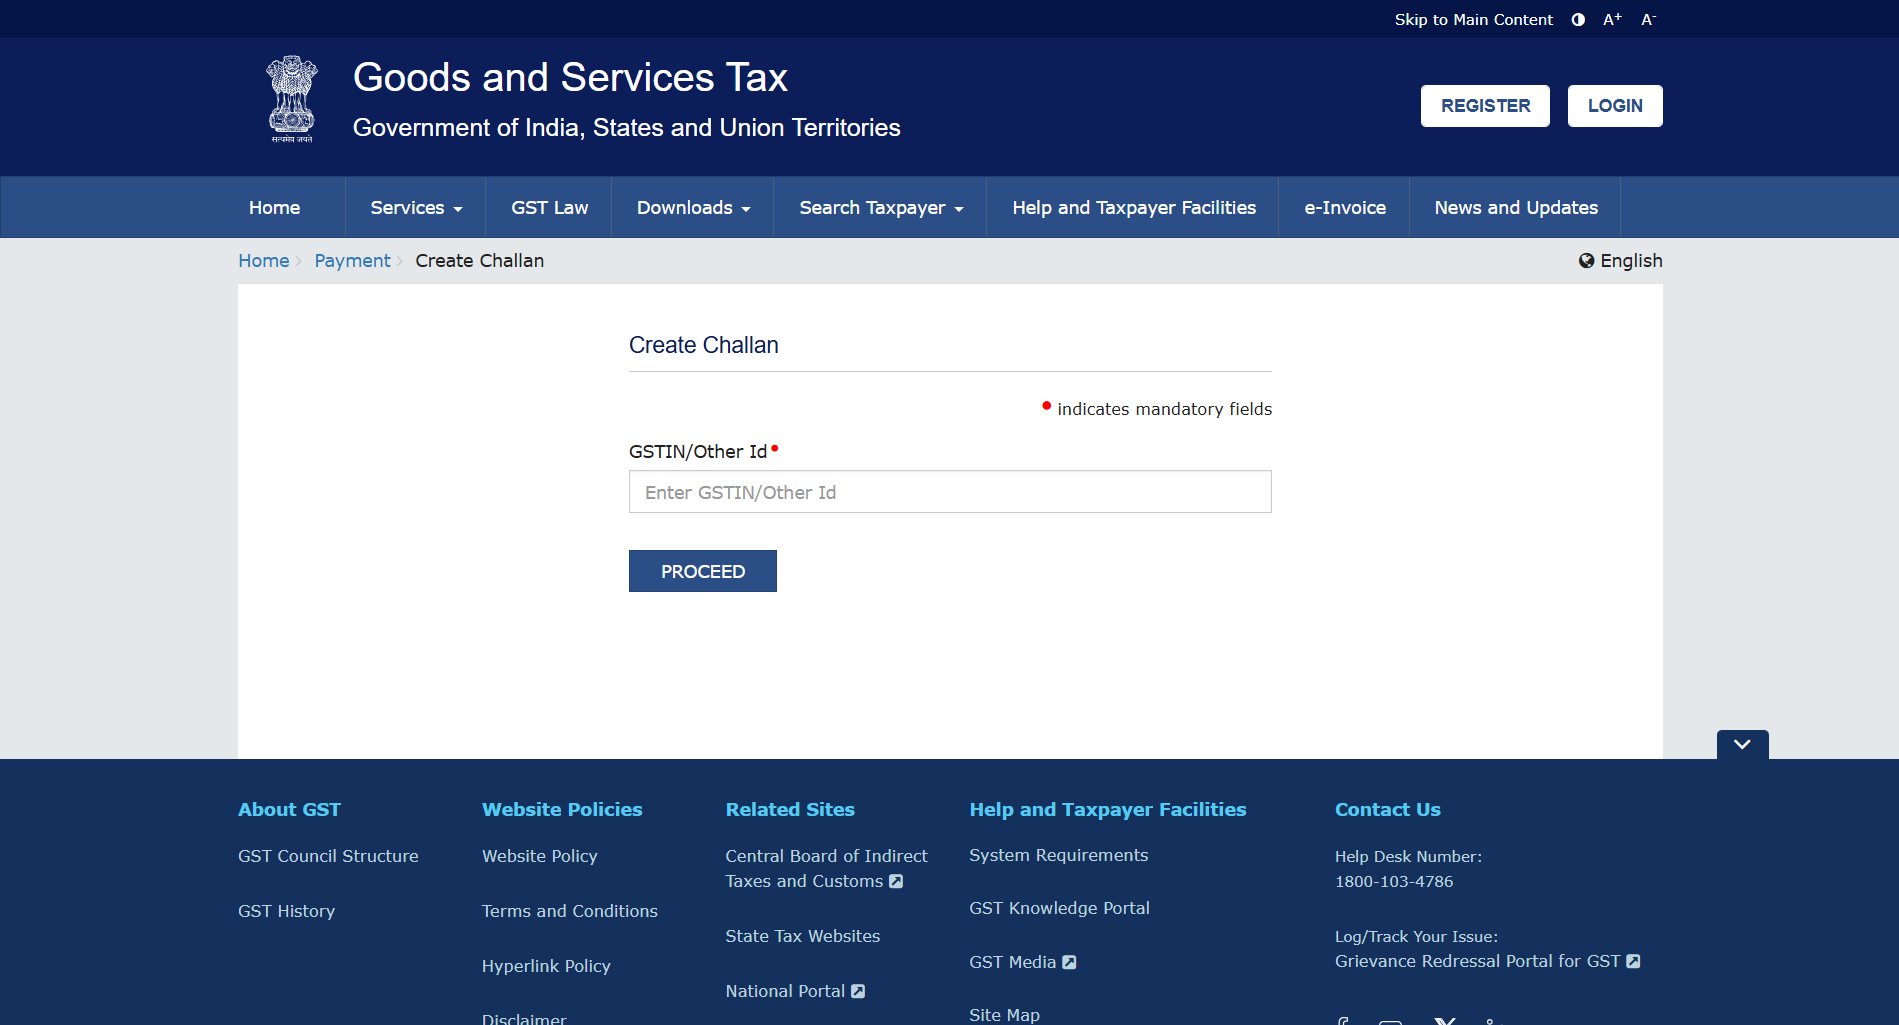 Skip to Main Content A+ A-
सत्यमेव जयते
Goods and Services Tax
Government of India, States and Union Territories
REGISTER LOGIN
Home Services GST Law Downloads Search Taxpayer Help and Taxpayer Facilities e-Invoice News and Updates
Home Payment Create Challan English
Create Challan
indicates mandatory fields
GSTIN/Other Id
Enter GSTIN/Other Id
PROCEED
About GST
GST Council Structure
GST History
Website Policies
Website Policy
Terms and Conditions
Hyperlink Policy
Disclaimer
Related Sites
Central Board of Indirect
Taxes and Customs
State Tax Websites
National Portal
Help and Taxpayer Facilities
System Requirements
GST Knowledge Portal
GST Media
Site Map
Contact Us
Help Desk Number:
1800-103-4786
Log/Track Your Issue:
Grievance Redressal Portal for GST